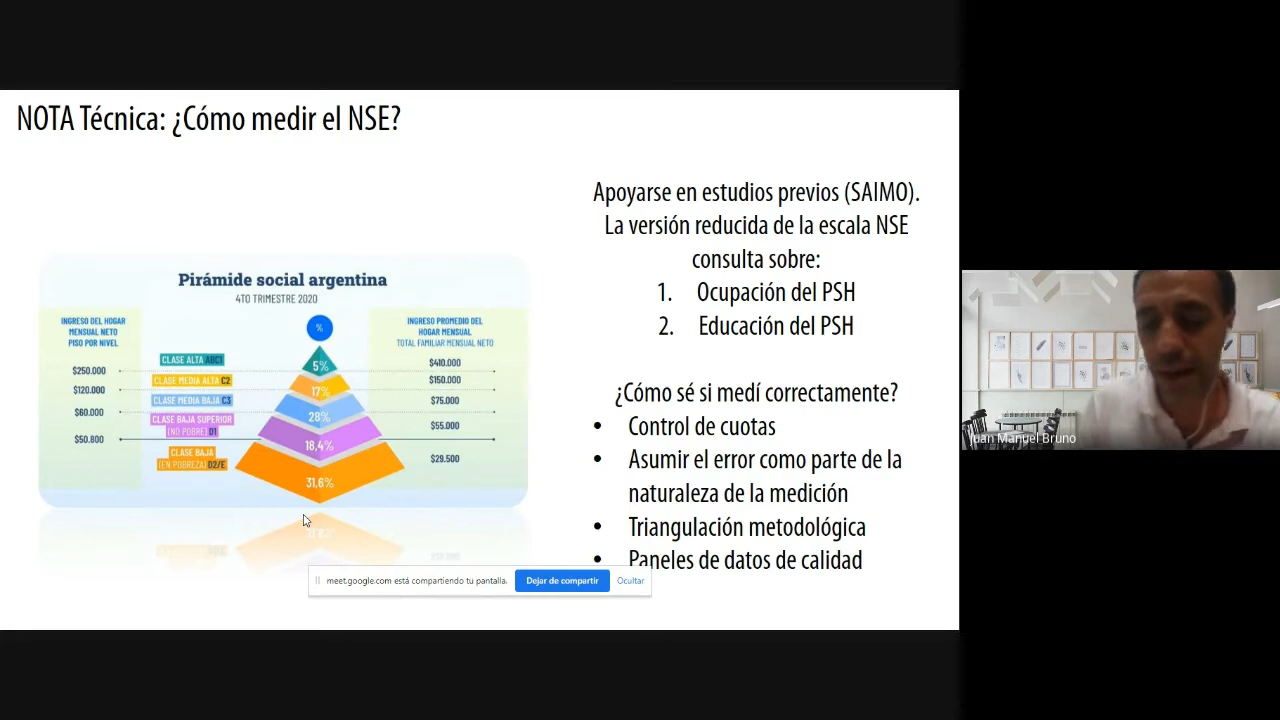 NOTA Técnica: ¿Cómo medir el NSE?
Apoyarse en estudios previos (SAIMO).
La versión reducida de la escala NSE
consulta sobre:
1. Ocupación del PSH
2. Educación del PSH
¿Cómo sé si medí correctamente?
• Control de cuotas
• Asumir el error como parte de la
naturaleza de la medición
• Triangulación metodológica
• Paneles de datos de calidad
Pirámide social argentina
4TO TRIMESTRE 2020
INGRESO DEL HOGAR
MENSUAL NETO
PISO POR NIVEL
%
INGRESO PROMEDIO DEL
HOGAR MENSUAL
TOTAL FAMILIAR MENSUAL NETO
CLASE ALTA ABC1
5%
$410.000
$250.000
CLASE MEDIA ALTA C2
17%
$150.000
$120.000
CLASE MEDIA BAJA C3
28%
$75.000
$60.000
CLASE BAJA SUPERIOR
(NO POBRE) D1
18,4%
$55.000
$50.800
CLASE BAJA
(EN POBREZA) D2/E
31,6%
$29.500
meet.google.com está compartiendo tu pantalla.
Dejar de compartir
Ocultar
Juan Manuel Bruno